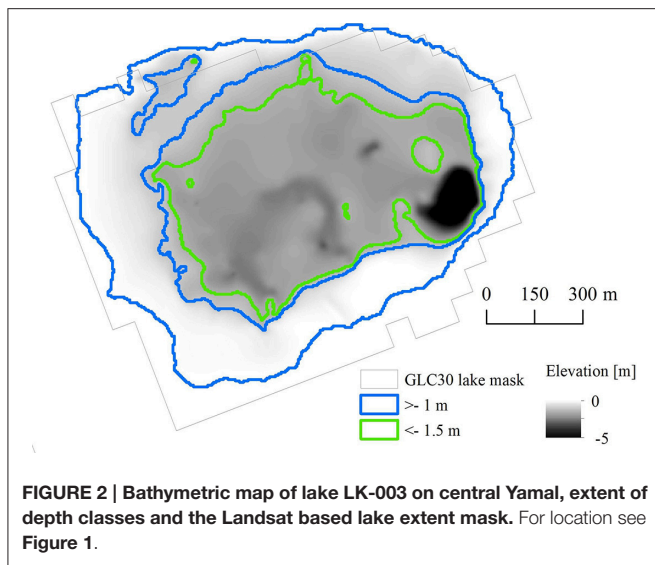 0 150 300 m
GLC30 lake mask
>- 1 m
<- 1.5 m
Elevation [m]
0
-5
FIGURE 2 | Bathymetric map of lake LK-003 on central Yamal, extent of
depth classes and the Landsat based lake extent mask. For location see
Figure 1.